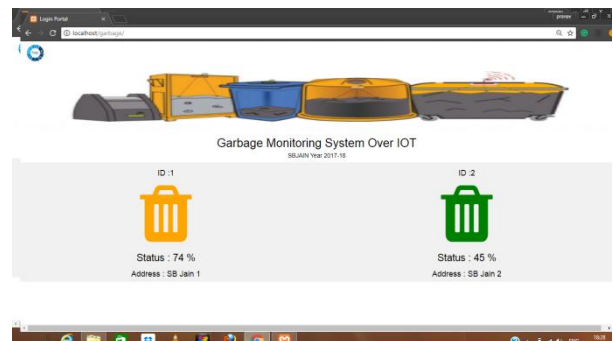 Login Portal
localhost/garbage/
Garbage Monitoring System Over IOT
SBJAIN Year 2017-18
ID :1
ID :2
Status : 74 %
Status : 45 %
Address : SB Jain 1
Address : SB Jain 2